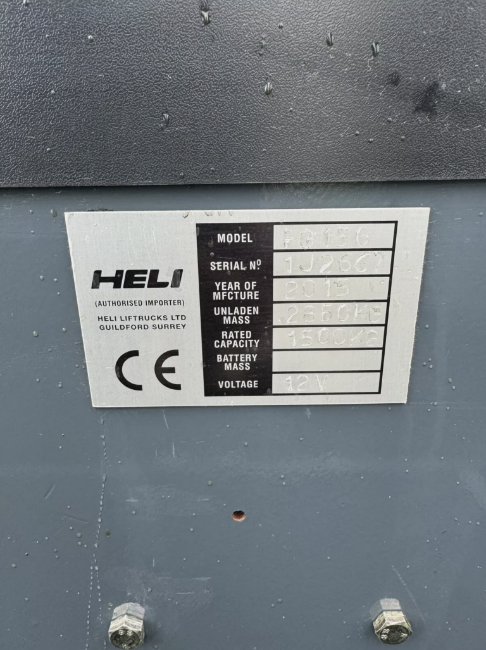 HELI
(AUTHORISED IMPORTER)
HELI LIFTRUCKS LTD
GUILDFORD SURREY
CE
MODEL
SERIAL Nº
YEAR OF
MFCTURE
UNLADEN
MASS
RATED
CAPACITY 1500KG
BATTERY
MASS
VOLTAGE 12V